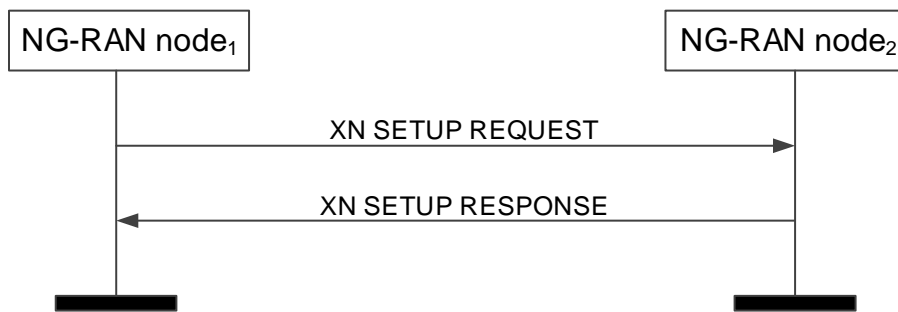 NG-RAN node₁
NG-RAN node₂
XN SETUP REQUEST
XN SETUP RESPONSE